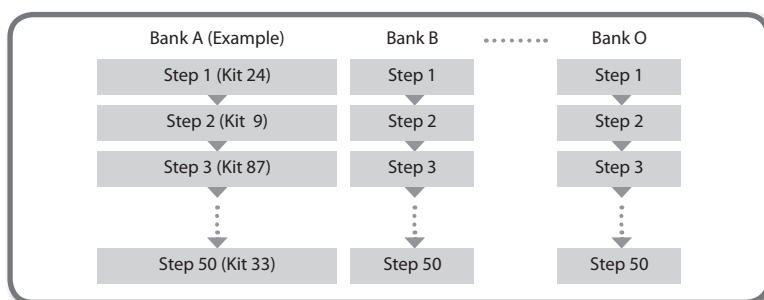 Bank A (Example) Bank B Bank O
Step 1 (Kit 24) Step 1 Step 1
Step 2 (Kit  9) Step 2 Step 2
Step 3 (Kit 87) Step 3 Step 3
Step 50 (Kit 33) Step 50 Step 50